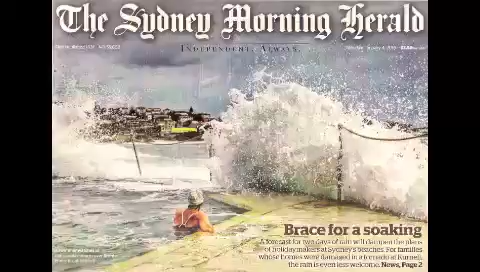 The Sydney Morning Herald
INDEPENDENT. ALWAYS.
Brace for a soaking
A forecast for two days of rain will dampen the plans
of holidaymakers at Sydney's beaches. For families
whose homes were damaged in a tornado at Kurnell,
the rain is even less welcome. News, Page 2